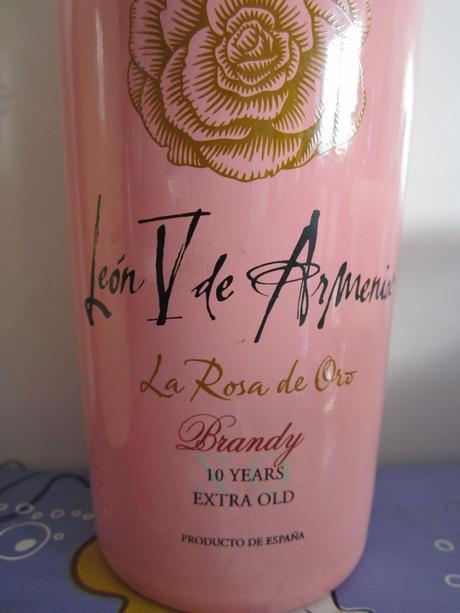 León V de Armenia
La Rosa de Oro
Brandy
10 YEARS
EXTRA OLD
PRODUCTO DE ESPAÑA